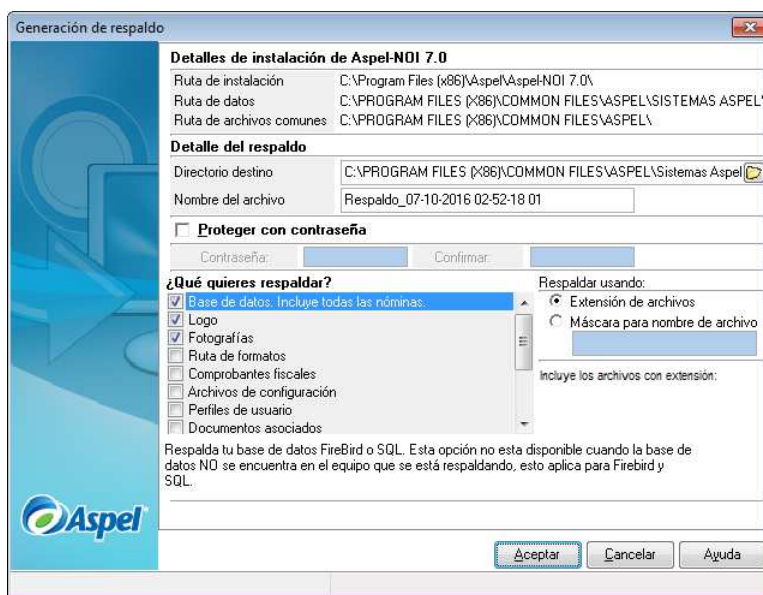 Generación de respaldo
Detalles de instalación de Aspel-NOI 7.0
Ruta de instalación C:\Program Files (x86)\Aspel\Aspel-NOI 7.0\
Ruta de datos C:\PROGRAM FILES (X86)\COMMON FILES\ASPEL\SISTEMAS ASPEL\
Ruta de archivos comunes C:\PROGRAM FILES (X86)\COMMON FILES\ASPEL\
Detalle del respaldo
Directorio destino C:\PROGRAM FILES (X86)\COMMON FILES\ASPEL\Sistemas Aspel
Nombre del archivo Respaldo_07-10-2016 02-52-18 01
Proteger con contraseña
Contraseña: Confirmar:
¿Qué quieres respaldar? Respaldar usando:
Base de datos. Incluye todas las nóminas. Extensión de archivos
Logo Máscara para nombre de archivo
Fotografías
Ruta de formatos
Comprobantes fiscales Incluye los archivos con extensión:
Archivos de configuración
Perfiles de usuario
Documentos asociados
Respalda tu base de datos FireBird o SQL. Esta opción no esta disponible cuando la base de
datos NO se encuentra en el equipo que se está respaldando, esto aplica para Firebird y
SQL.
Aspel
Aceptar Cancelar Ayuda